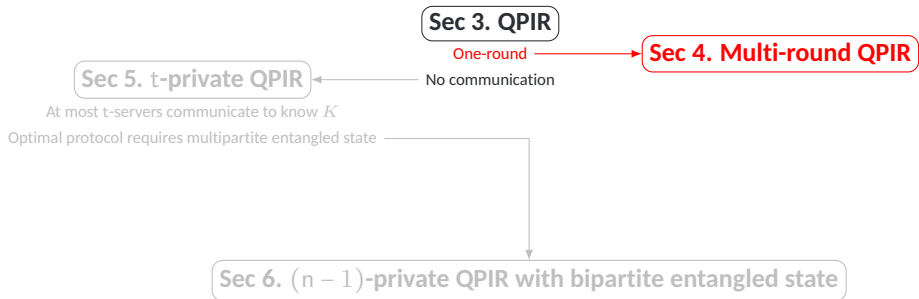 Sec 3. QPIR
One-round
Sec 4. Multi-round QPIR
Sec 5. t-private QPIR
No communication
At most t-servers communicate to know K
Optimal protocol requires multipartite entangled state
Sec 6. (n − 1)-private QPIR with bipartite entangled state